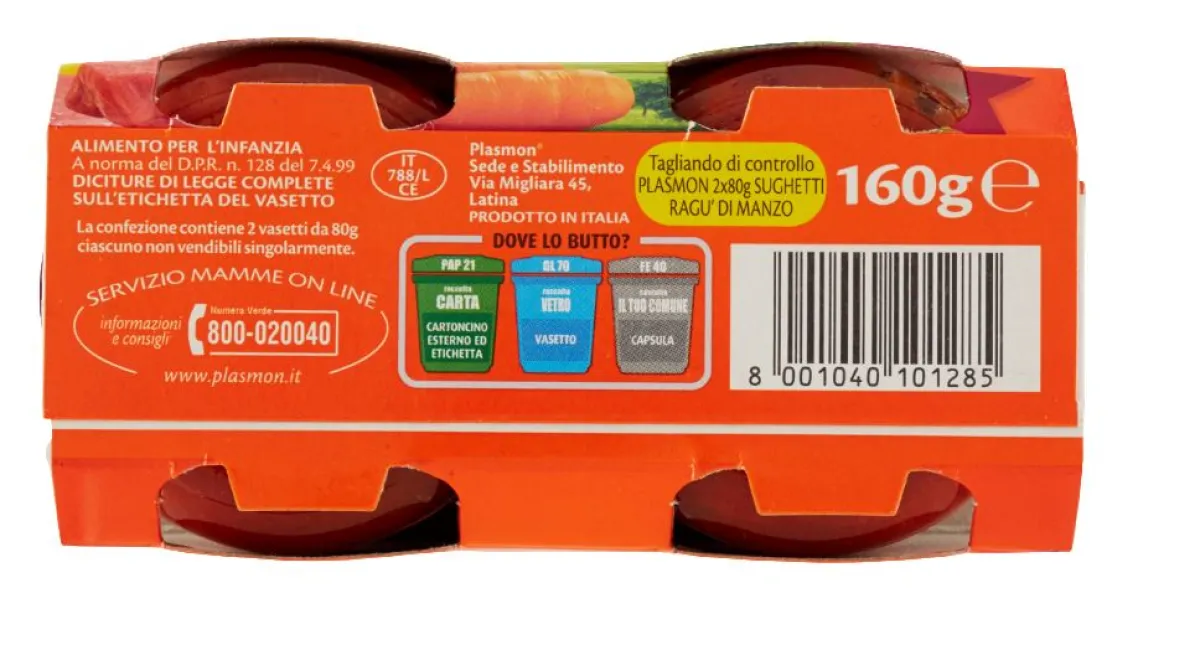 ALIMENTO PER L'INFANZIA
A norma del D.P.R. n. 128 del 7.4.99
DICITURE DI LEGGE COMPLETE
SULL'ETICHETTA DEL VASETTO
La confezione contiene 2 vasetti da 80g
ciascuno non vendibili singolarmente.
SERVIZIO MAMME ON LINE
informazioni
e consigli
Numero Verde
800-020040
www.plasmon.it
IT
788/L
CE
Plasmon®
Sede e Stabilimento
Via Migliara 45,
Latina
PRODOTTO IN ITALIA
Tagliando di controllo
PLASMON 2x80g SUGHETTI
RAGU' DI MANZO
160g ℮
DOVE LO BUTTO?
PAP 21
raccolta
CARTA
CARTONCINO
ESTERNO ED
ETICHETTA
GL 70
raccolta
VETRO
VASETTO
FE 40
raccolta
IL TUO COMUNE
CAPSULA
8 001040 101285